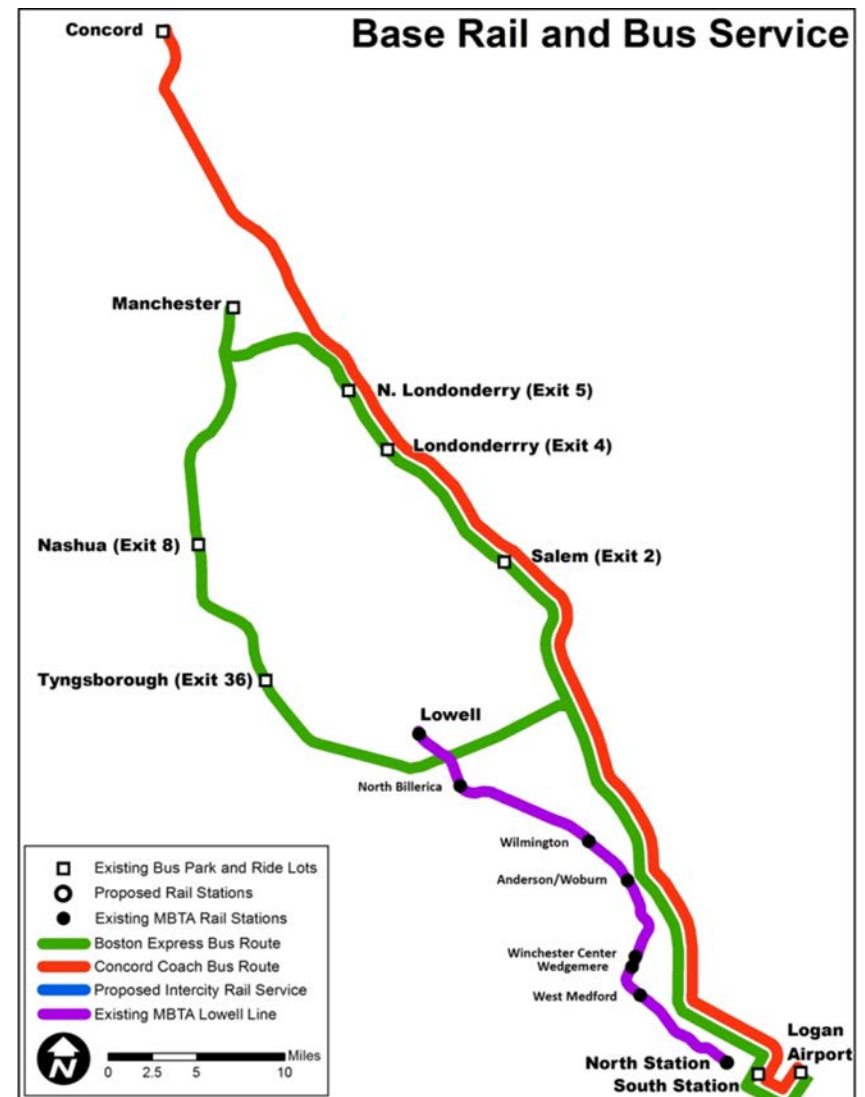 Base Rail and Bus Service
Concord
Manchester
N. Londonderry (Exit 5)
Londonderrry (Exit 4)
Nashua (Exit 8)
Salem (Exit 2)
Tyngsborough (Exit 36)
Lowell
North Billerica
Wilmington
Anderson/Woburn
Winchester Center
Wedgemere
West Medford
Logan
Airport
North Station
South Station
Existing Bus Park and Ride Lots
Proposed Rail Stations
Existing MBTA Rail Stations
Boston Express Bus Route
Concord Coach Bus Route
Proposed Intercity Rail Service
Existing MBTA Lowell Line
N
Miles
0 2.5 5 10